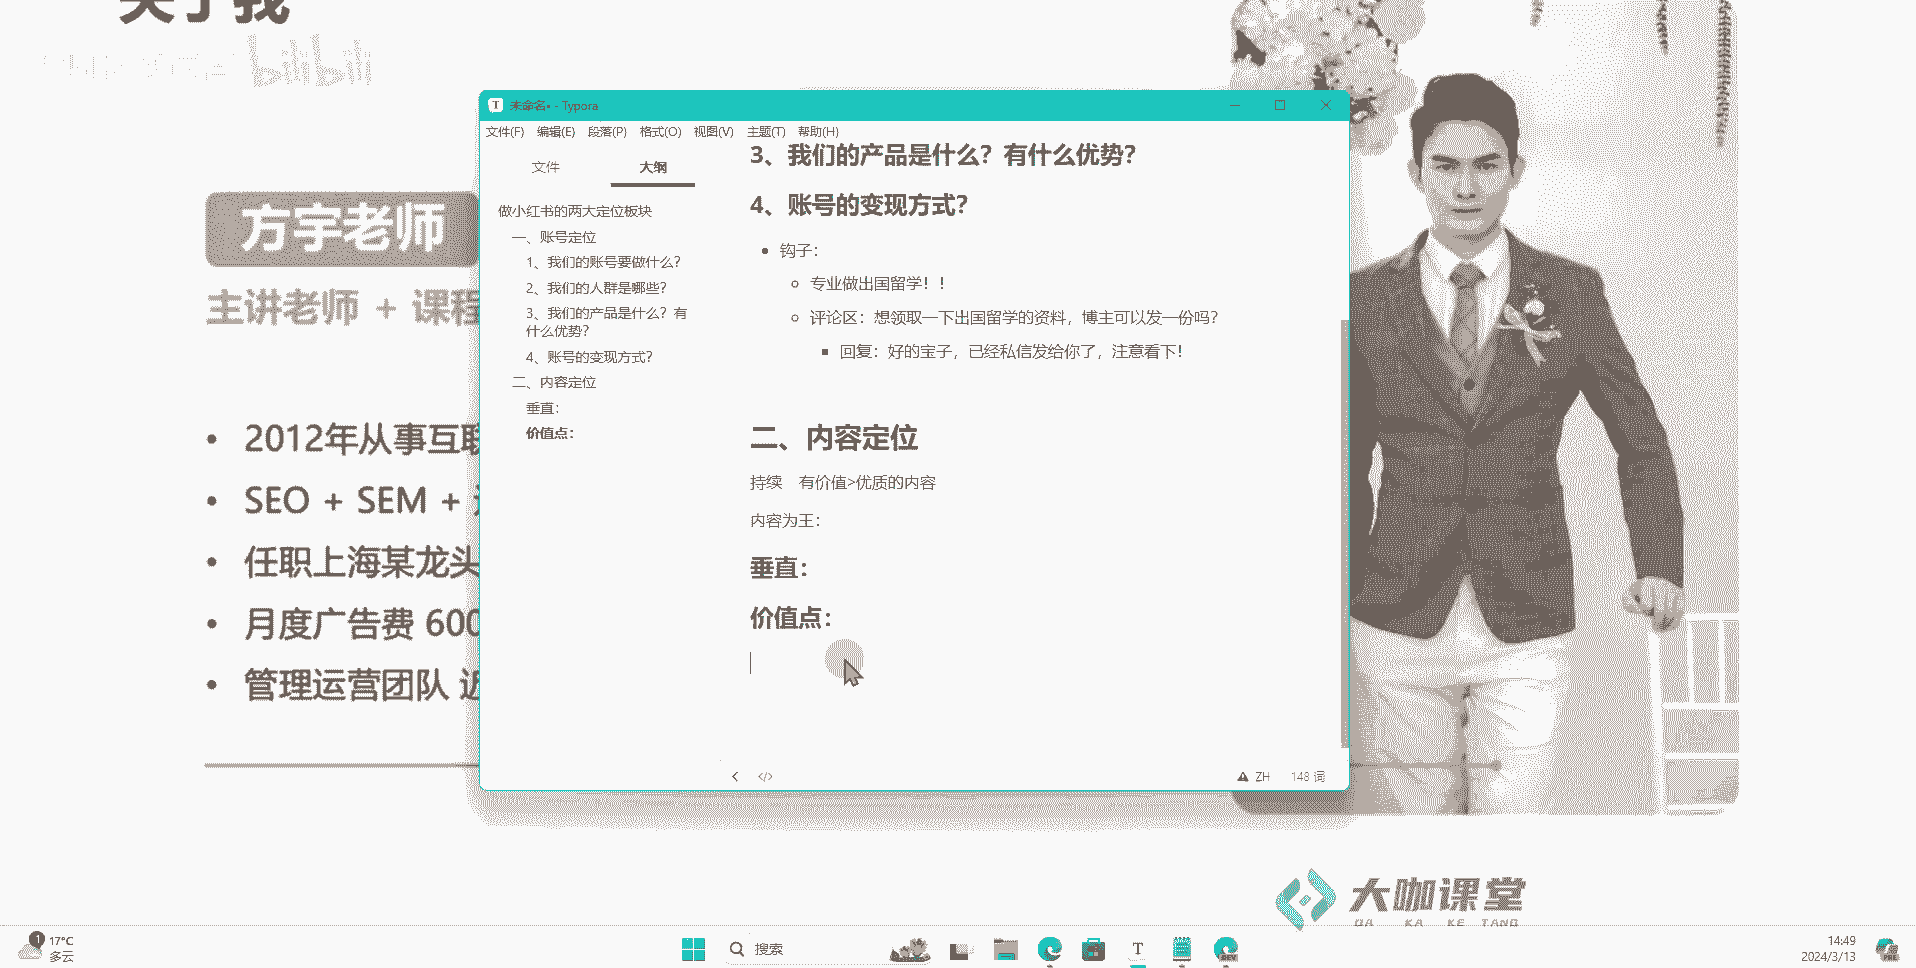 关于我
bilibili
方宇老师
主讲老师 + 课程
2012年从事互联
SEO + SEM +
任职上海某龙头
月度广告费 600
管理运营团队 近
未命名• - Typora
文件(F) 编辑(E) 段落(P) 格式(O) 视图(V) 主题(T) 帮助(H)
文件 大纲
做小红书的两大定位板块
一、账号定位
1、我们的账号要做什么？
2、我们的人群是哪些？
3、我们的产品是什么？有
什么优势？
4、账号的变现方式？
二、内容定位
垂直：
价值点：
3、我们的产品是什么？有什么优势？
4、账号的变现方式？
钩子：
专业做出国留学！！
评论区：想领取一下出国留学的资料，博主可以发一份吗？
回复：好的宝子，已经私信发给你了，注意看下！
二、内容定位
持续 有价值>优质的内容
内容为王：
垂直：
价值点：
ZH 148 词
大咖课堂
DA KA KE TANG
1
17°C
多云
搜索
T
DEV
14:49
2024/3/13
PRE